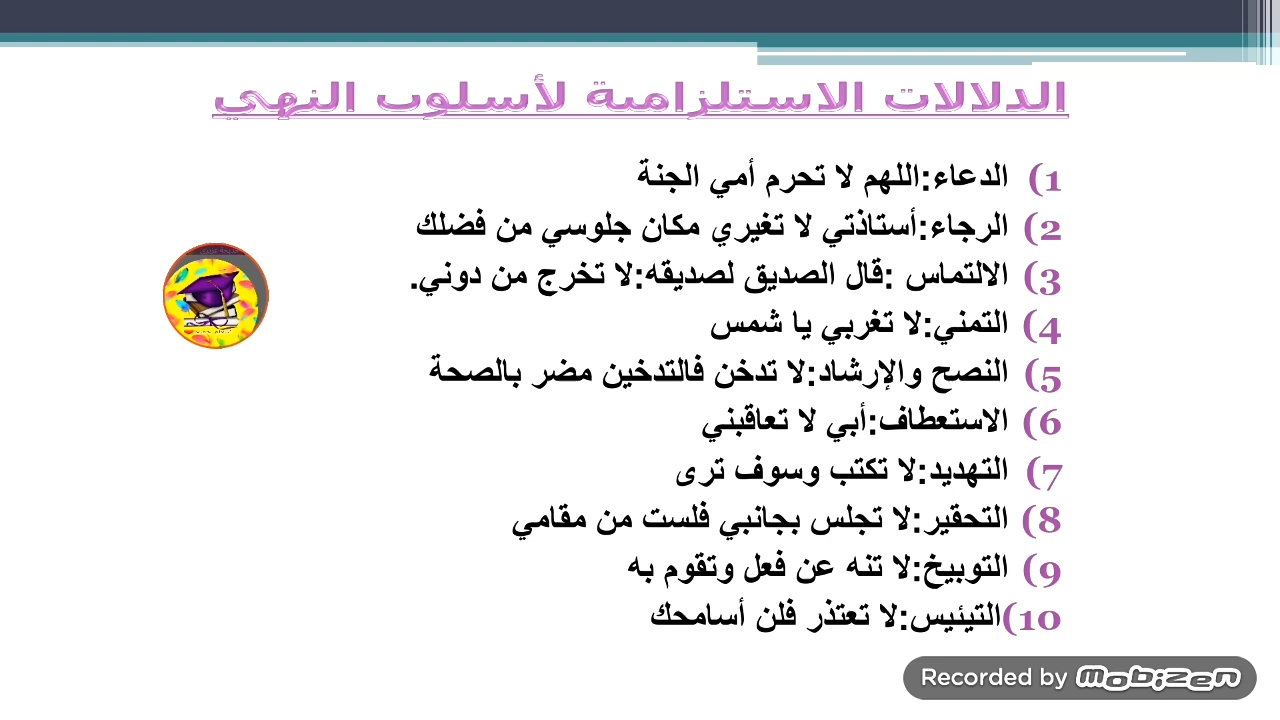 الدلالات الاستلزامية لأسلوب النهي
1) الدعاء:اللهم لا تحرم أمي الجنة
2) الرجاء:أستاذتي لا تغيري مكان جلوسي من فضلك
3) الالتماس :قال الصديق لصديقه:لا تخرج من دوني.
4) التمني:لا تغربي يا شمس
5) النصح والإرشاد:لا تدخن فالتدخين مضر بالصحة
6) الاستعطاف:أبي لا تعاقبني
7) التهديد:لا تكتب وسوف ترى
8) التحقير:لا تجلس بجانبي فلست من مقامي
9) التوبيخ:لا تنه عن فعل وتقوم به
10)التيئيس:لا تعتذر فلن أسامحك
Recorded by mobizen